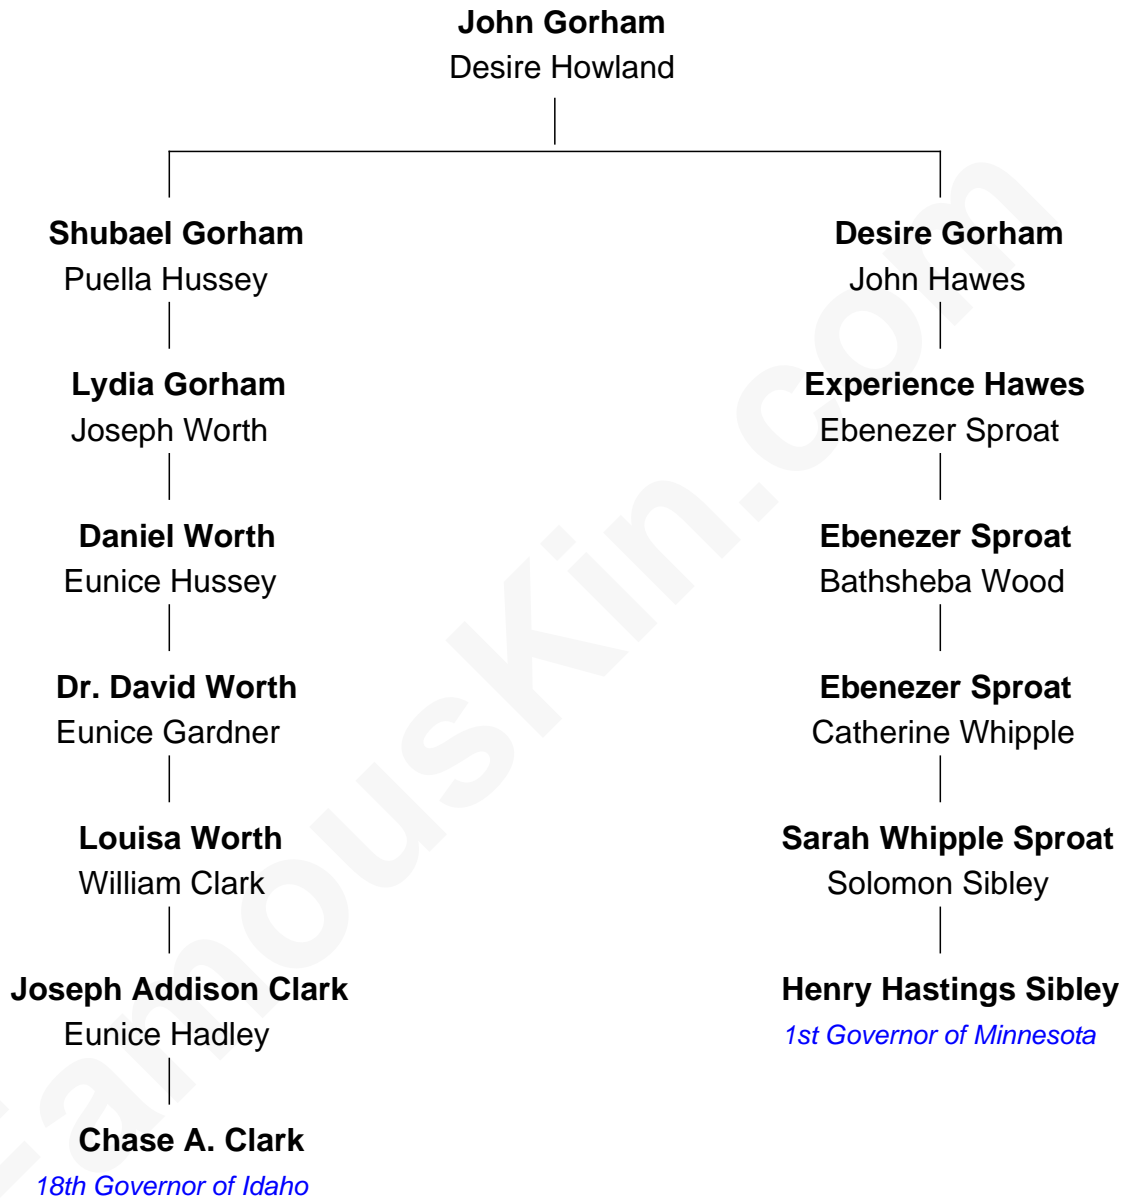 John Gorham
Desire Howland
Shubael Gorham
Puella Hussey
Desire Gorham
John Hawes
Lydia Gorham
Joseph Worth
Experience Hawes
Ebenezer Sproat
Daniel Worth
Eunice Hussey
Ebenezer Sproat
Bathsheba Wood
Dr. David Worth
Eunice Gardner
Ebenezer Sproat
Catherine Whipple
Louisa Worth
William Clark
Sarah Whipple Sproat
Solomon Sibley
Joseph Addison Clark
Eunice Hadley
Henry Hastings Sibley
1st Governor of Minnesota
Chase A. Clark
18th Governor of Idaho
FamousKin.com